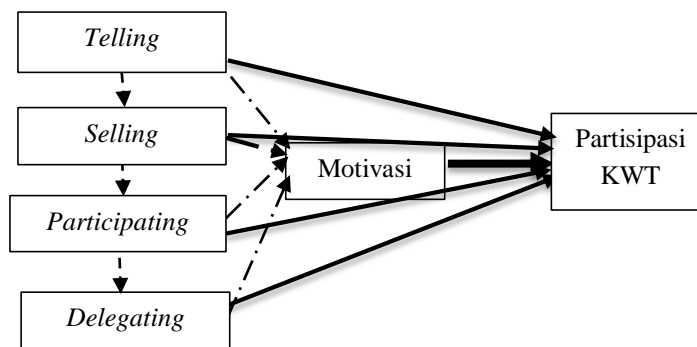 Telling
Selling
Motivasi
Partisipasi
KWT
Participating
Delegating